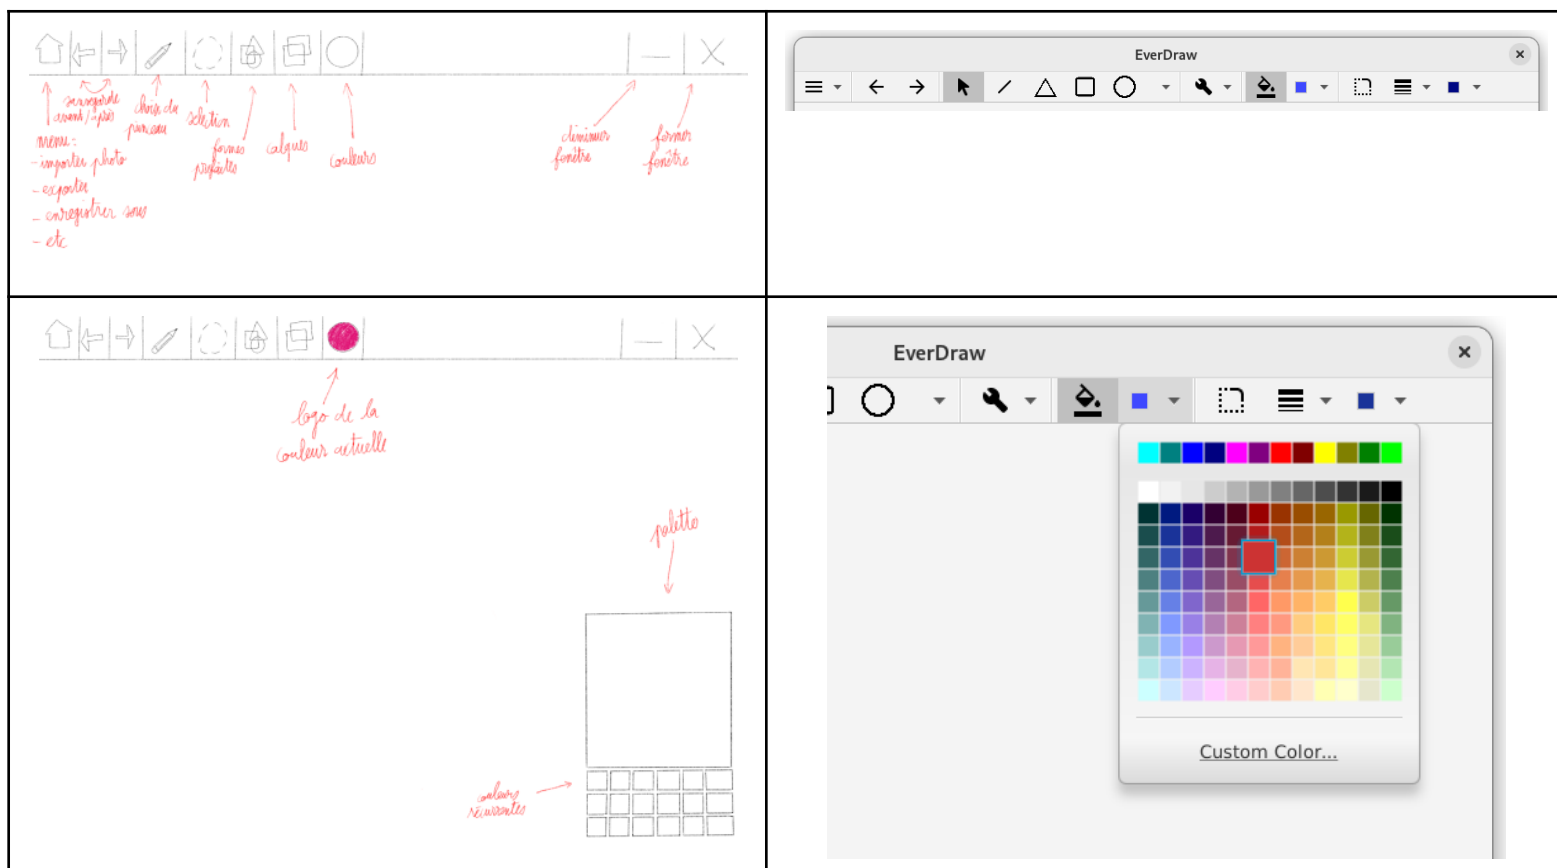 sauvegarde
avant/après
choix du
pinceau
sélection
formes
parfaites
calques
couleurs
diminuer
fenêtre
fermer
fenêtre
menu :
- importer photo
- exporter
- enregistrer sous
- etc
EverDraw
logo de la
couleur actuelle
palette
couleurs
récurrentes
EverDraw
Custom Color...